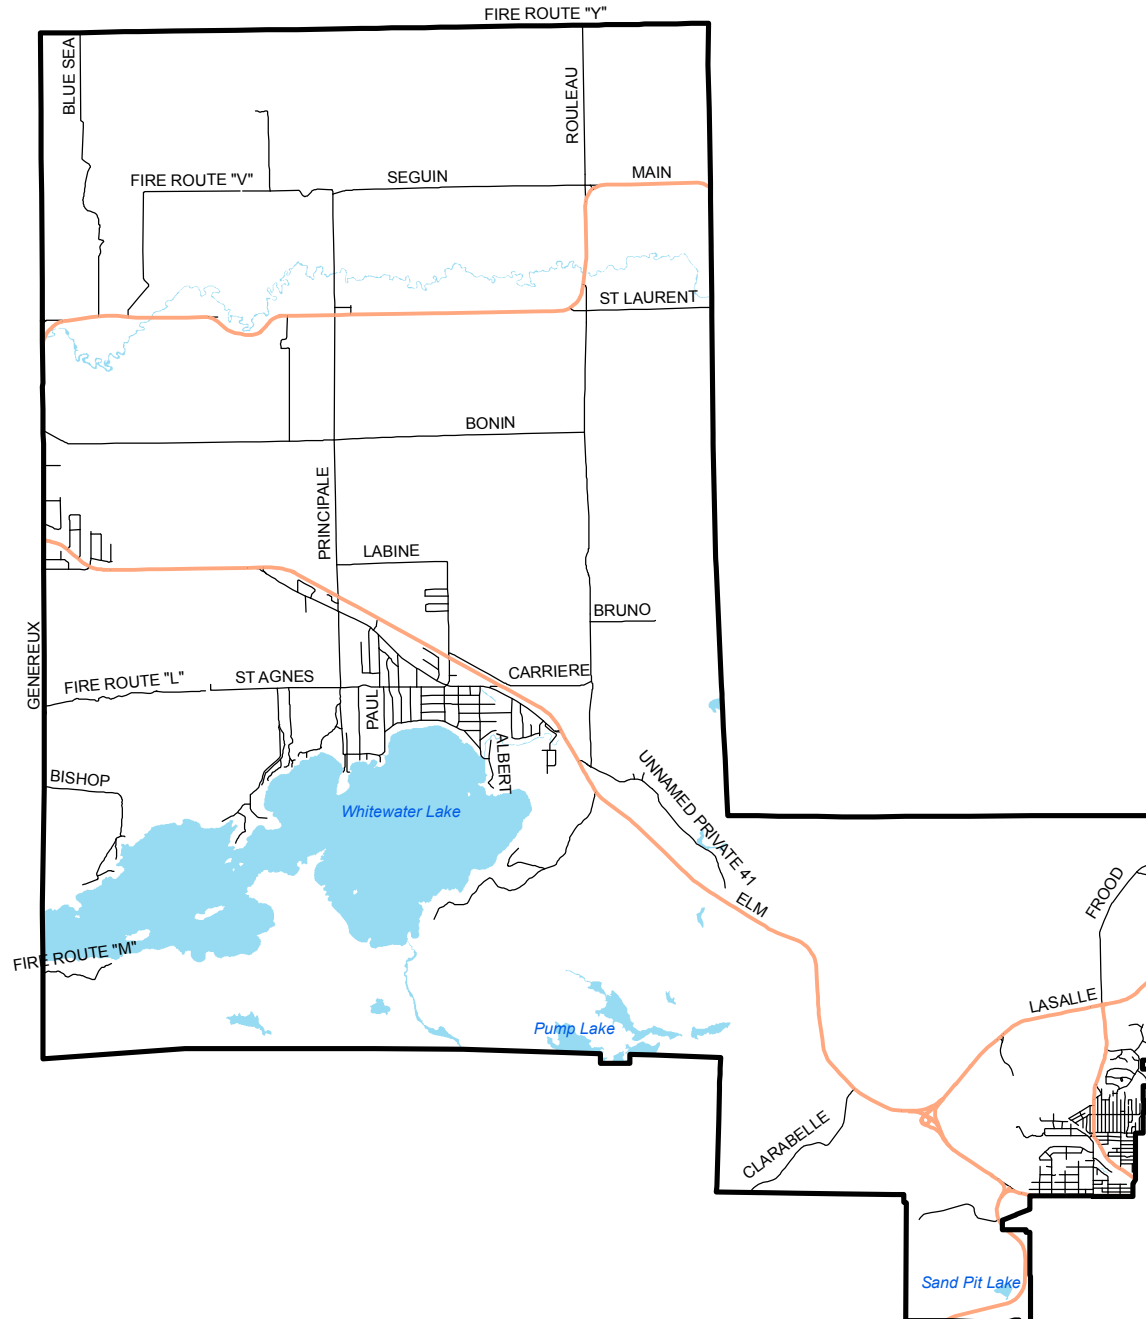 FIRE ROUTE "Y"
BLUE SEA
ROULEAU
MAIN
SEGUIN
FIRE ROUTE "V"
ST LAURENT
BONIN
PRINCIPALE
LABINE
BRUNO
GENEREUX
CARRIERE
ST AGNES
FIRE ROUTE "L"
PAUL
ALBERT
BISHOP
UNNAMED PRIVATE 41
Whitewater Lake
ELM
FROOD
FIRE ROUTE "M"
LASALLE
Pump Lake
CLARABELLE
Sand Pit Lake